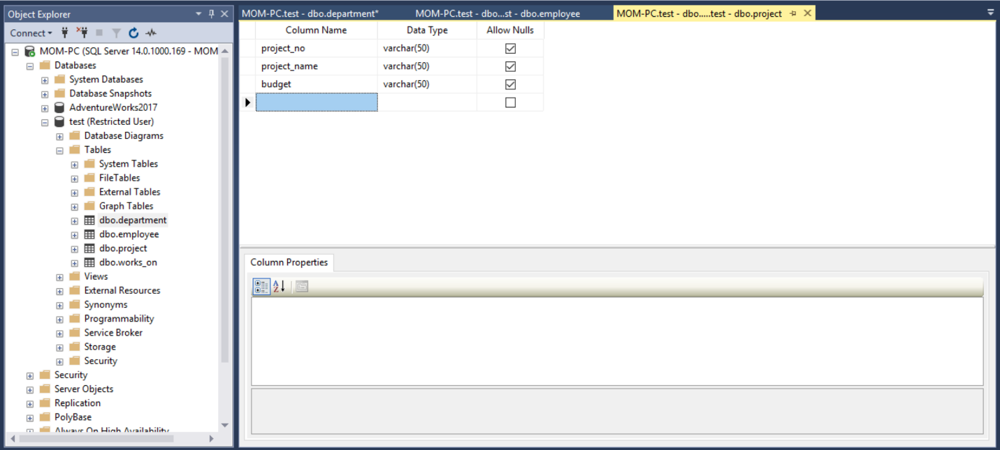 Object Explorer
Connect
MOM-PC (SQL Server 14.0.1000.169 - MOM
Databases
System Databases
Database Snapshots
AdventureWorks2017
test (Restricted User)
Database Diagrams
Tables
System Tables
FileTables
External Tables
Graph Tables
dbo.department
dbo.employee
dbo.project
dbo.works_on
Views
External Resources
Synonyms
Programmability
Service Broker
Storage
Security
Security
Server Objects
Replication
PolyBase
Always On High Availability
MOM-PC.test - dbo.department*
MOM-PC.test - dbo...st - dbo.employee
MOM-PC.test - dbo.....test - dbo.project
Column Name Data Type Allow Nulls
project_no varchar(50)
project_name varchar(50)
budget varchar(50)
Column Properties